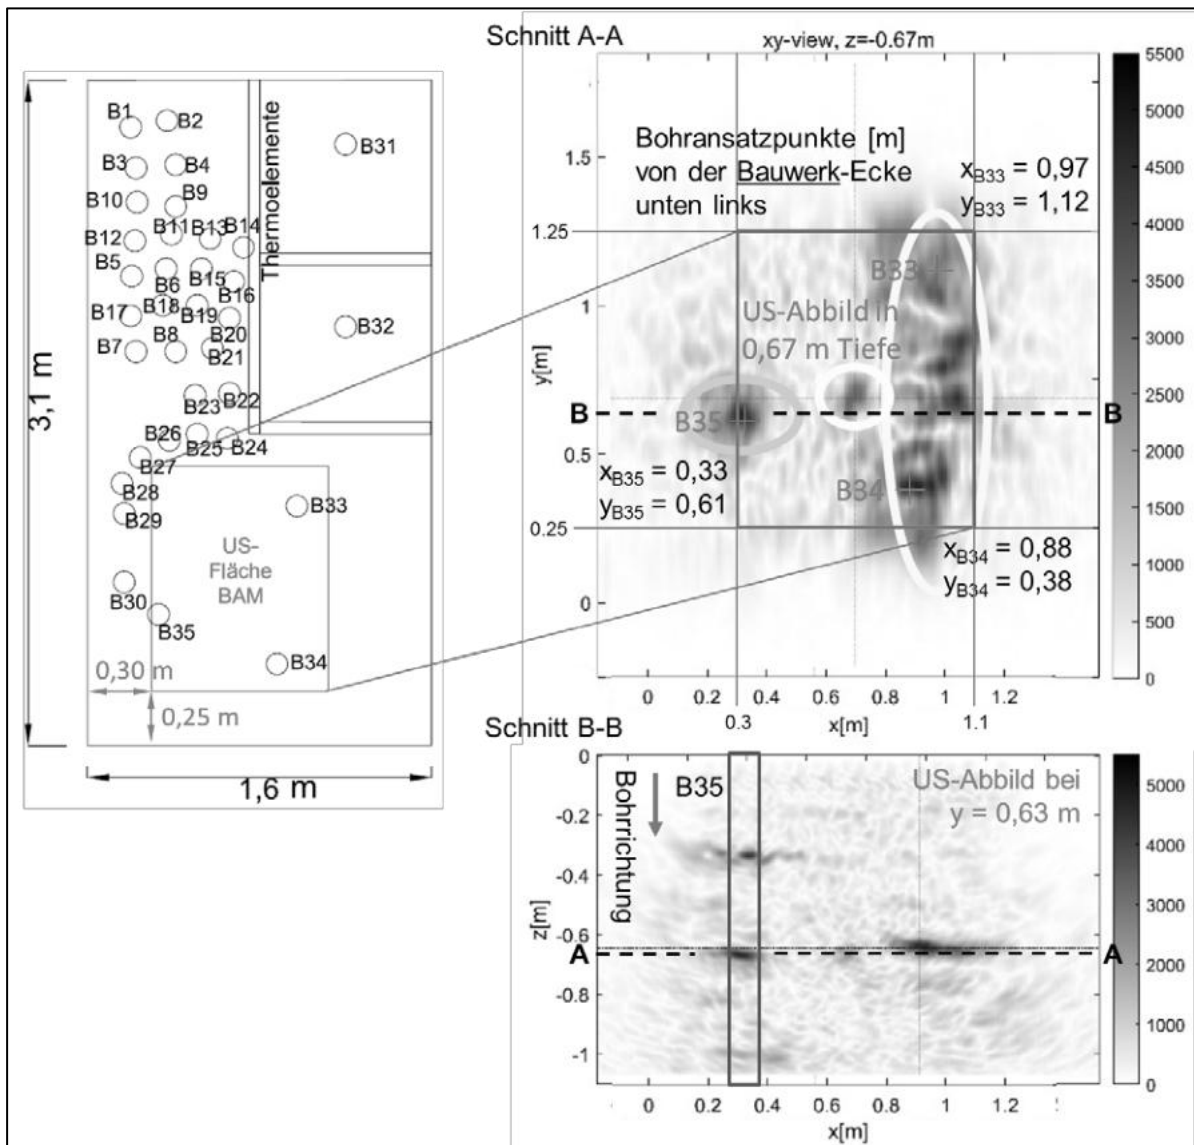 B1
B2
B3
B4
B10
B9
B11
B13
B14
B12
B5
B6
B15
B16
B17
B18
B19
B20
B7
B8
B21
B23
B22
B26
B25
B24
B27
B28
B29
B30
B35
B31
B32
B33
B34
Thermoelemente
US-
Fläche
BAM
0,30 m
0,25 m
3,1 m
1,6 m
Schnitt A-A
xy-view, z=-0.67m
Bohransatzpunkte [m]
von der Bauwerk-Ecke
unten links
xB33 = 0,97
yB33 = 1,12
B33
US-Abbild in
0,67 m Tiefe
B
B
B35
xB35 = 0,33
yB35 = 0,61
B34
xB34 = 0,88
yB34 = 0,38
y[m]
1.5
1.25
1
0.5
0.25
0
0
0.2
0.4
0.6
0.8
1
1.2
0.3
x[m]
1.1
5500
5000
4500
4000
3500
3000
2500
2000
1500
1000
500
0
Schnitt B-B
Bohrrichtung
B35
US-Abbild bei
y = 0,63 m
A
A
z[m]
0
-0.2
-0.4
-0.6
-0.8
-1
0
0.2
0.4
0.6
0.8
1
1.2
x[m]
5000
4000
3000
2000
1000
0